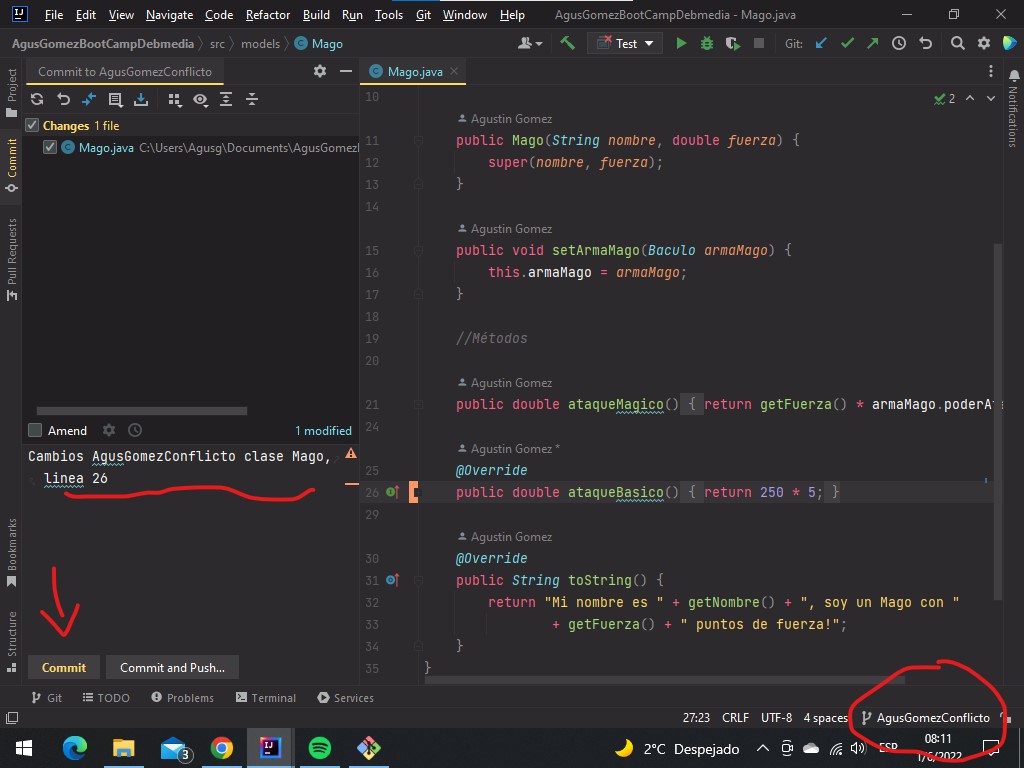 File Edit View Navigate Code Refactor Build Run Tools Git Window Help AgusGomezBootCampDebmedia - Mago.java
AgusGomezBootCampDebmedia src models Mago Test Git:
Project
Commit
Pull Requests
Bookmarks
Structure
Commit to AgusGomezConflicto
Changes 1 file
Mago.java C:\Users\Agusg\Documents\AgusGomezI
Amend 1 modified
Cambios AgusGomezConflicto clase Mago,
linea 26
Commit Commit and Push...
Mago.java
2
10
Agustin Gomez
11 public Mago(String nombre, double fuerza) {
12 super(nombre, fuerza);
13 }
14
Agustin Gomez
15 public void setArmaMago(Baculo armaMago) {
16 this.armaMago = armaMago;
17 }
18
19 //Métodos
20
Agustin Gomez
21 public double ataqueMagico() { return getFuerza() * armaMago.poderAt
24
Agustin Gomez *
25 @Override
26 public double ataqueBasico() { return 250 * 5; }
29
Agustin Gomez
30 @Override
31 public String toString() {
32 return "Mi nombre es " + getNombre() + ", soy un Mago con "
33 + getFuerza() + " puntos de fuerza!";
34 }
35 }
Notifications
Git TODO Problems Terminal Services
27:23 CRLF UTF-8 4 spaces AgusGomezConflicto
3 2°C Despejado ESP 08:11
1/6/2022